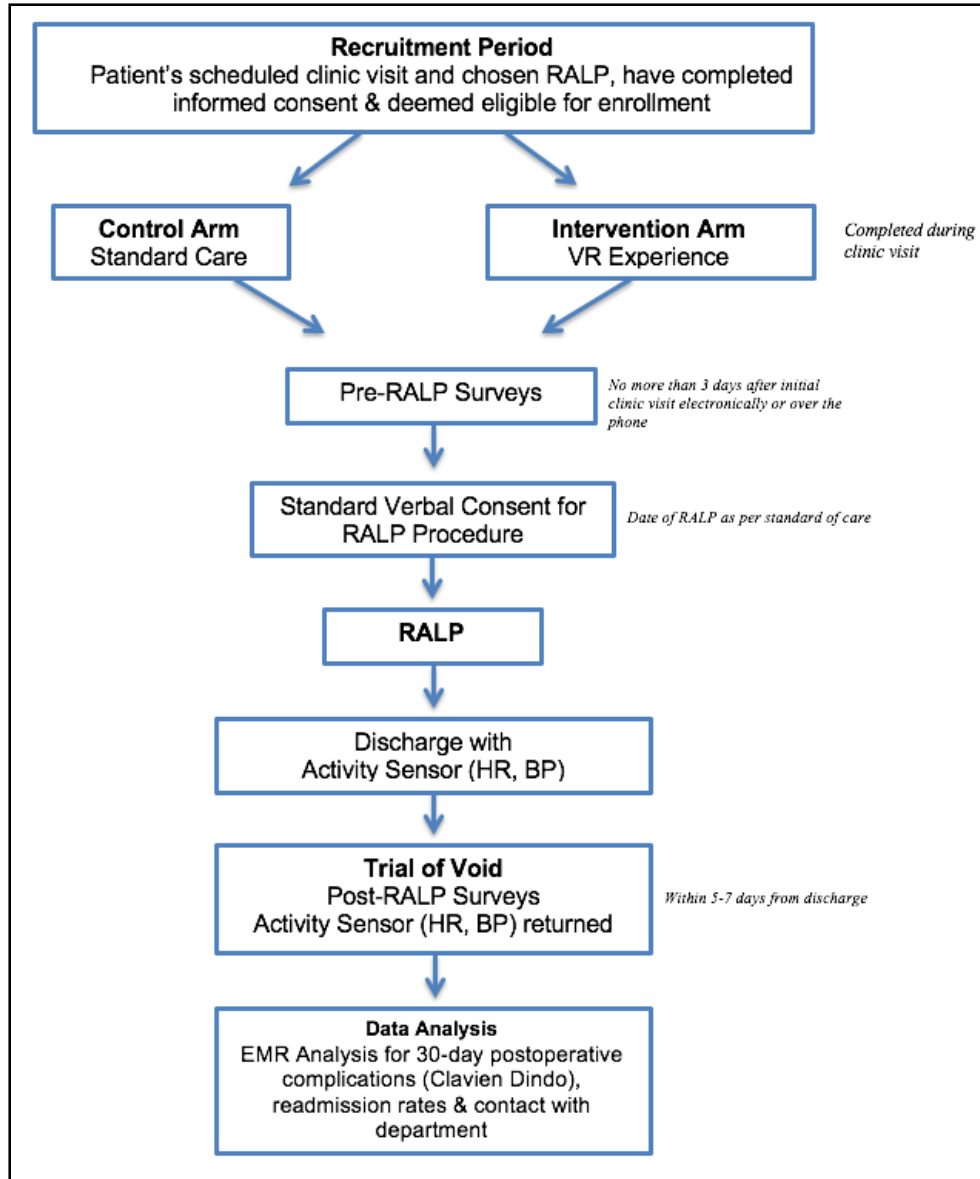 Recruitment Period
Patient's scheduled clinic visit and chosen RALP, have completed
informed consent & deemed eligible for enrollment
Control Arm
Standard Care
Intervention Arm
VR Experience
Completed during
clinic visit
Pre-RALP Surveys
No more than 3 days after initial
clinic visit electronically or over the
phone
Standard Verbal Consent for
RALP Procedure
Date of RALP as per standard of care
RALP
Discharge with
Activity Sensor (HR, BP)
Trial of Void
Post-RALP Surveys
Activity Sensor (HR, BP) returned
Within 5-7 days from discharge
Data Analysis
EMR Analysis for 30-day postoperative
complications (Clavien Dindo),
readmission rates & contact with
department